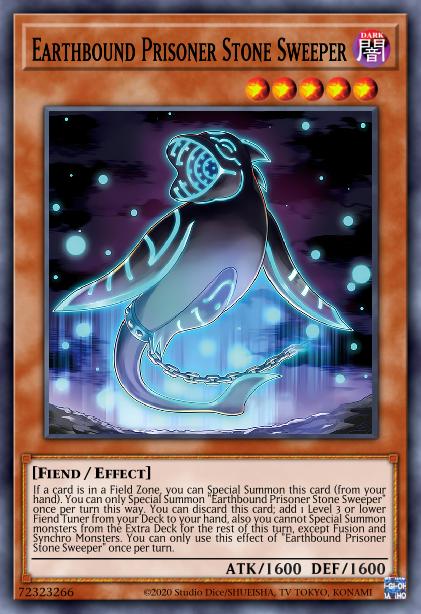 EARTHBOUND PRISONER STONE SWEEPER
DARK
闇
[FIEND / EFFECT]
If a card is in a Field Zone, you can Special Summon this card (from your
hand). You can only Special Summon "Earthbound Prisoner Stone Sweeper"
once per turn this way. You can discard this card; add 1 Level 3 or lower
Fiend Tuner from your Deck to your hand, also you cannot Special Summon
monsters from the Extra Deck for the rest of this turn, except Fusion and
Synchro Monsters. You can only use this effect of "Earthbound Prisoner
Stone Sweeper" once per turn.
ATK/1600 DEF/1600
72323266 ©2020 Studio Dice/SHUEISHA, TV TOKYO, KONAMI